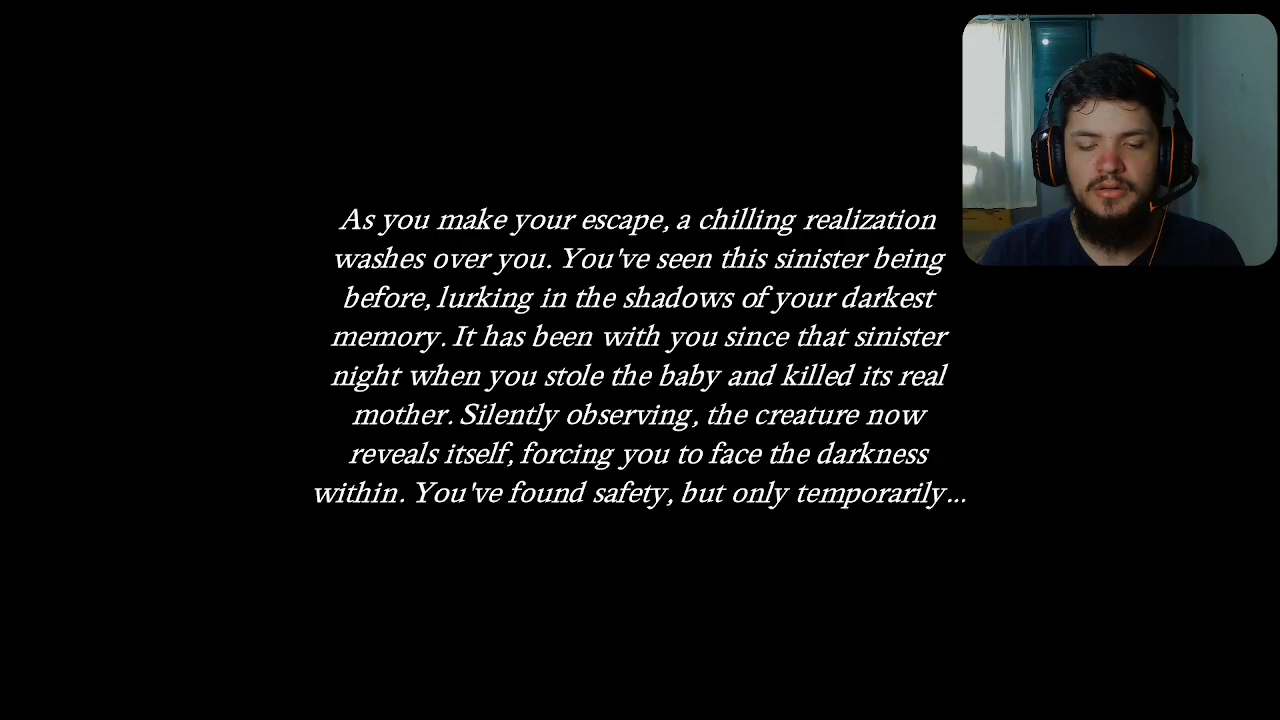 As you make your escape, a chilling realization
washes over you. You've seen this sinister being
before, lurking in the shadows of your darkest
memory. It has been with you since that sinister
night when you stole the baby and killed its real
mother. Silently observing, the creature now
reveals itself, forcing you to face the darkness
within. You've found safety, but only temporarily...